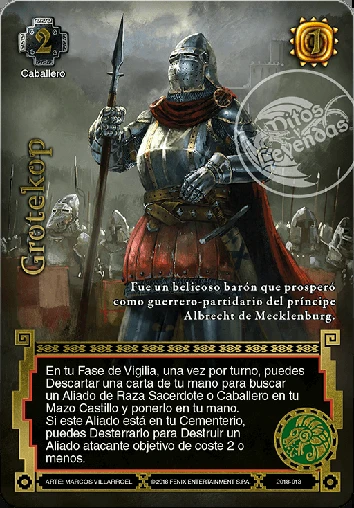 2
1
Caballero
Mitos
y
Leyendas
Grotekop
Fue un belicoso barón que prosperó
como guerrero-partidario del príncipe
Albrecht de Mecklenburg.
En tu Fase de Vigilia, una vez por turno, puedes
Descartar una carta de tu mano para buscar
un Aliado de Raza Sacerdote o Caballero en tu
Mazo Castillo y ponerlo en tu mano.
Si este Aliado está en tu Cementerio,
puedes Desterrarlo para Destruir un
Aliado atacante objetivo de coste 2 o
menos.
ARTE: MARCOS VILLARROEL ©2018 FENIX ENTERTAINMENT S.P.A. 2018-013